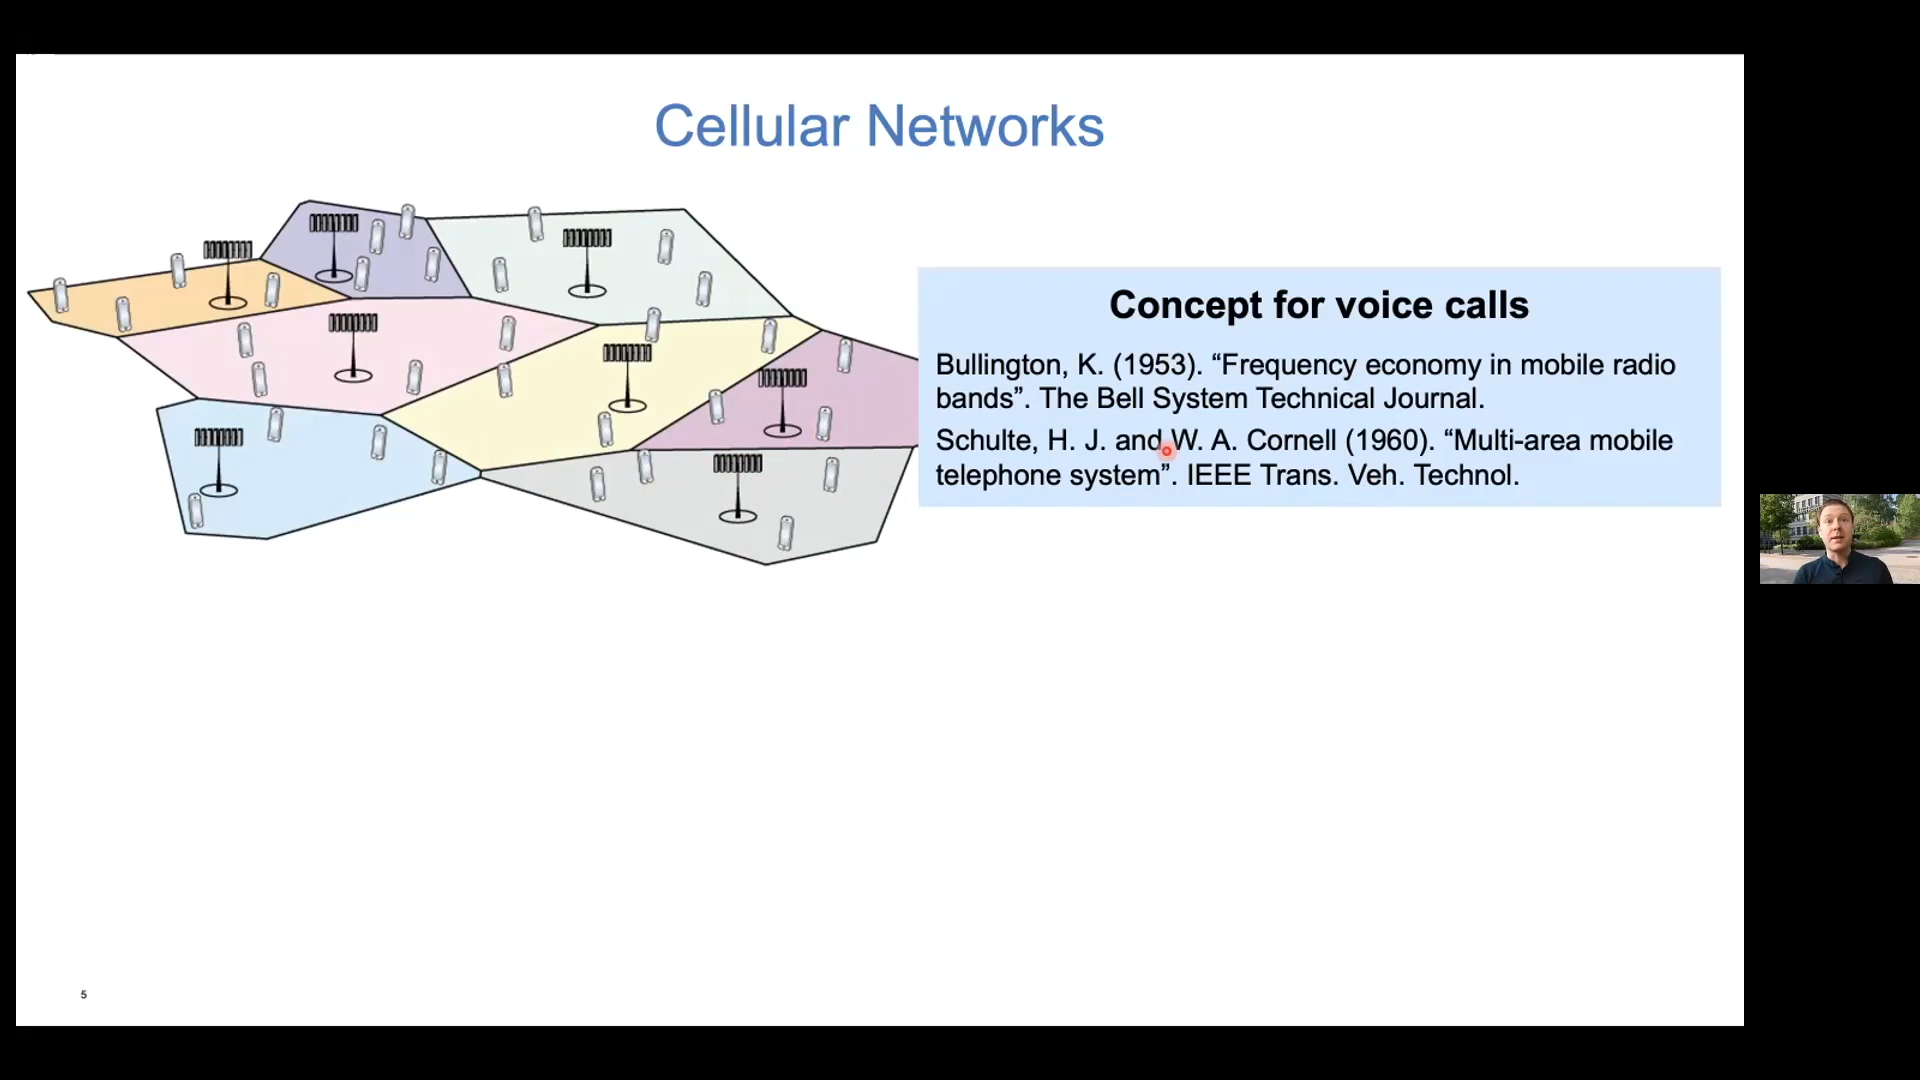 Cellular Networks
Concept for voice calls
Bullington, K. (1953). “Frequency economy in mobile radio
bands”. The Bell System Technical Journal.
Schulte, H. J. and W. A. Cornell (1960). “Multi-area mobile
telephone system”. IEEE Trans. Veh. Technol.
5